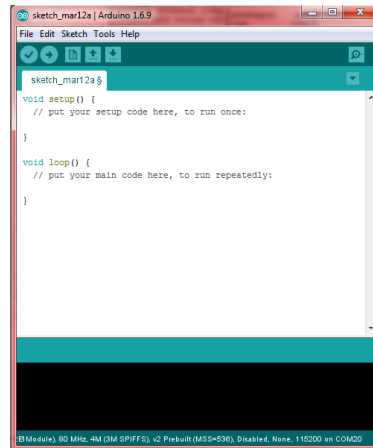 sketch_mar12a | Arduino 1.6.9
File Edit Sketch Tools Help
sketch_mar12a §
void setup() {
// put your setup code here, to run once:
}
void loop() {
// put your main code here, to run repeatedly:
}
Module), 80 MHz, 4M (3M SPIFFS), v2 Prebuilt (MSS=536), Disabled, None, 115200 on COM20